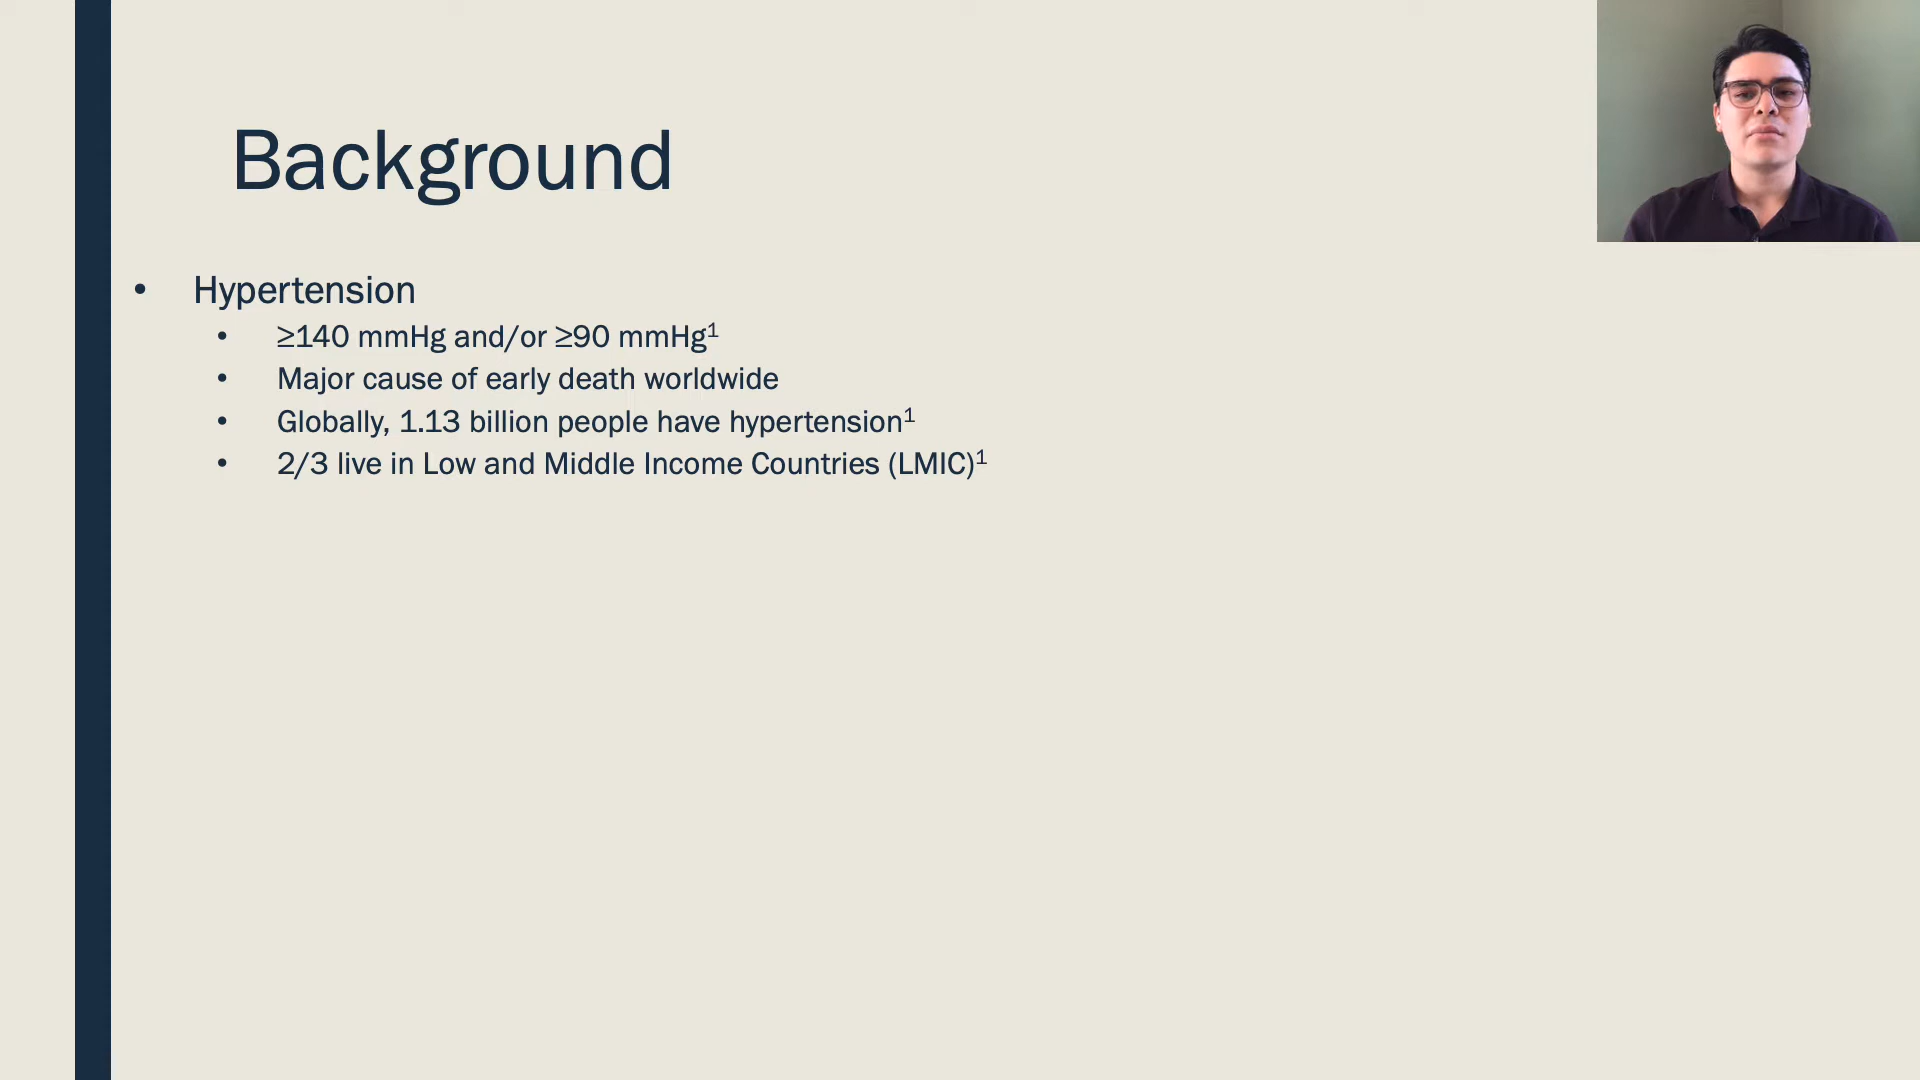 Background
• Hypertension
• ≥140 mmHg and/or ≥90 mmHg¹
• Major cause of early death worldwide
• Globally, 1.13 billion people have hypertension¹
• 2/3 live in Low and Middle Income Countries (LMIC)¹